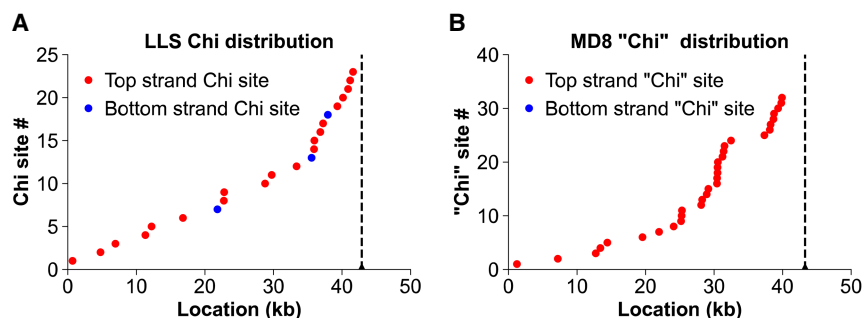 A
LLS Chi distribution
25
20
15
10
5
0
Chi site #
Top strand Chi site
Bottom strand Chi site
0 10 20 30 40 50
Location (kb)
B
MD8 "Chi" distribution
40
30
20
10
0
"Chi" site #
Top strand "Chi" site
Bottom strand "Chi" site
0 10 20 30 40 50
Location (kb)